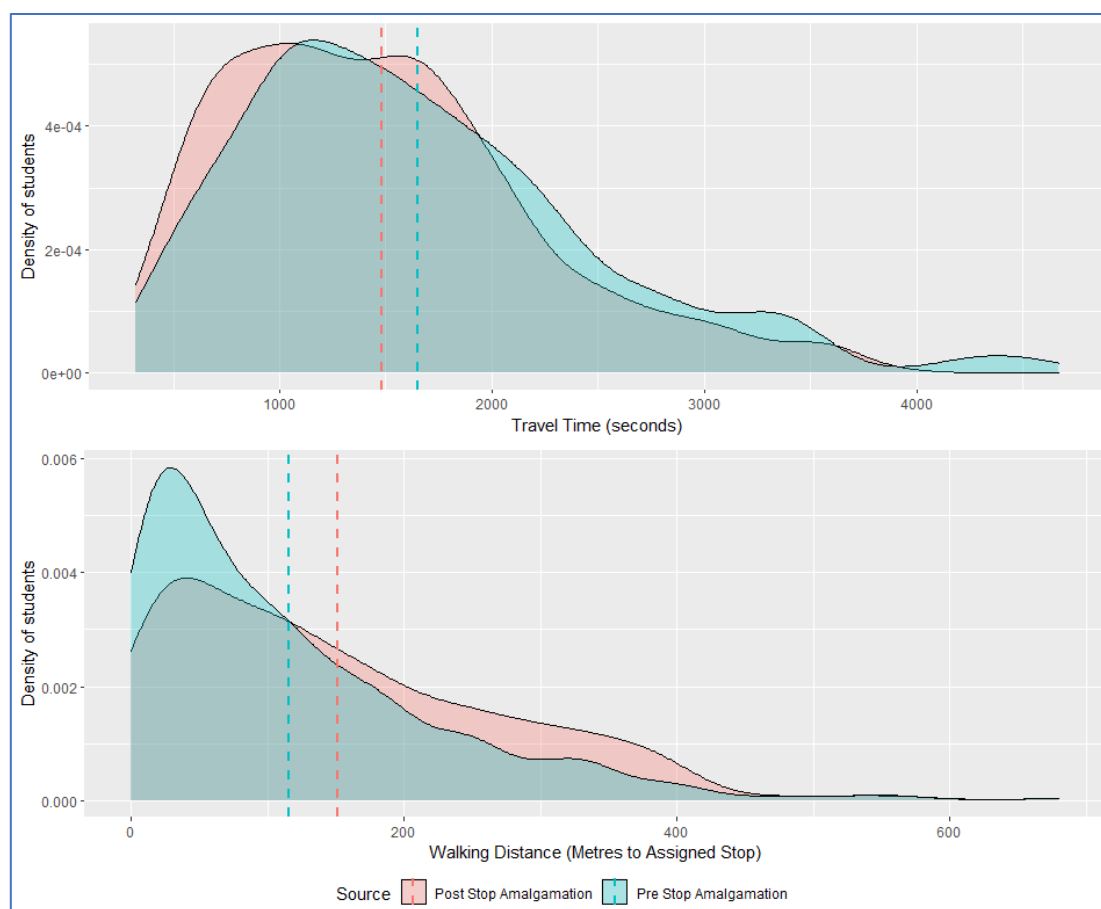 Density of students
4e-04
2e-04
0e+00
1000 2000 3000 4000
Travel Time (seconds)
Density of students
0.006
0.004
0.002
0.000
0 200 400 600
Walking Distance (Metres to Assigned Stop)
Source Post Stop Amalgamation Pre Stop Amalgamation